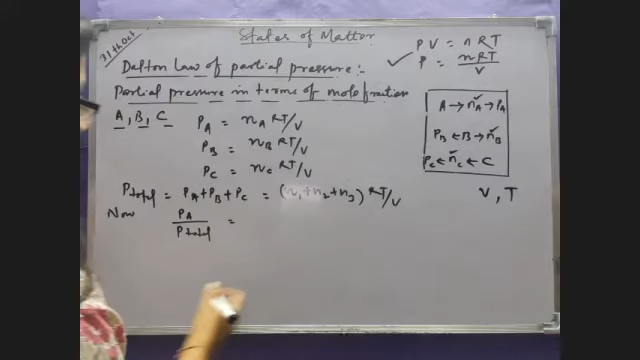 31th Oct
States of Matter
PV = nRT
P = nRT/V
Dalton Law of partial pressure :-
Partial pressure in terms of mole fraction
A, B, C
PA = nA RT/V
PB = nB RT/V
PC = nC RT/V
A → nA → PA
PB ← B → nB
PC ← nC ← C
V, T
Ptotal = PA + PB + PC = (n1 + n2 + n3) RT/V
Now PA/Ptotal =